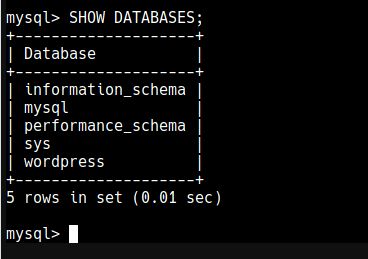 mysql> SHOW DATABASES;
+--------------------+
| Database           |
+--------------------+
| information_schema |
| mysql              |
| performance_schema |
| sys                |
| wordpress          |
+--------------------+
5 rows in set (0.01 sec)
mysql>